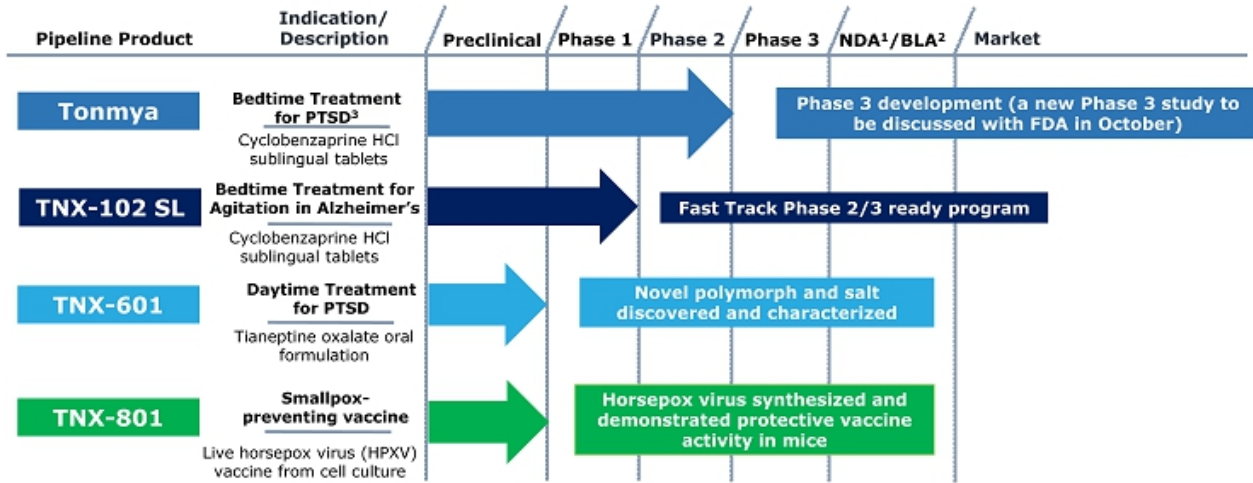 Pipeline Product
Indication/
Description
Preclinical
Phase 1
Phase 2
Phase 3
NDA¹/BLA²
Market
Tonmya
Bedtime Treatment
for PTSD³
Cyclobenzaprine HCl
sublingual tablets
Phase 3 development (a new Phase 3 study to
be discussed with FDA in October)
TNX-102 SL
Bedtime Treatment for
Agitation in Alzheimer's
Cyclobenzaprine HCl
sublingual tablets
Fast Track Phase 2/3 ready program
TNX-601
Daytime Treatment
for PTSD
Tianeptine oxalate oral
formulation
Novel polymorph and salt
discovered and characterized
TNX-801
Smallpox-
preventing vaccine
Live horsepox virus (HPXV)
vaccine from cell culture
Horsepox virus synthesized and
demonstrated protective vaccine
activity in mice